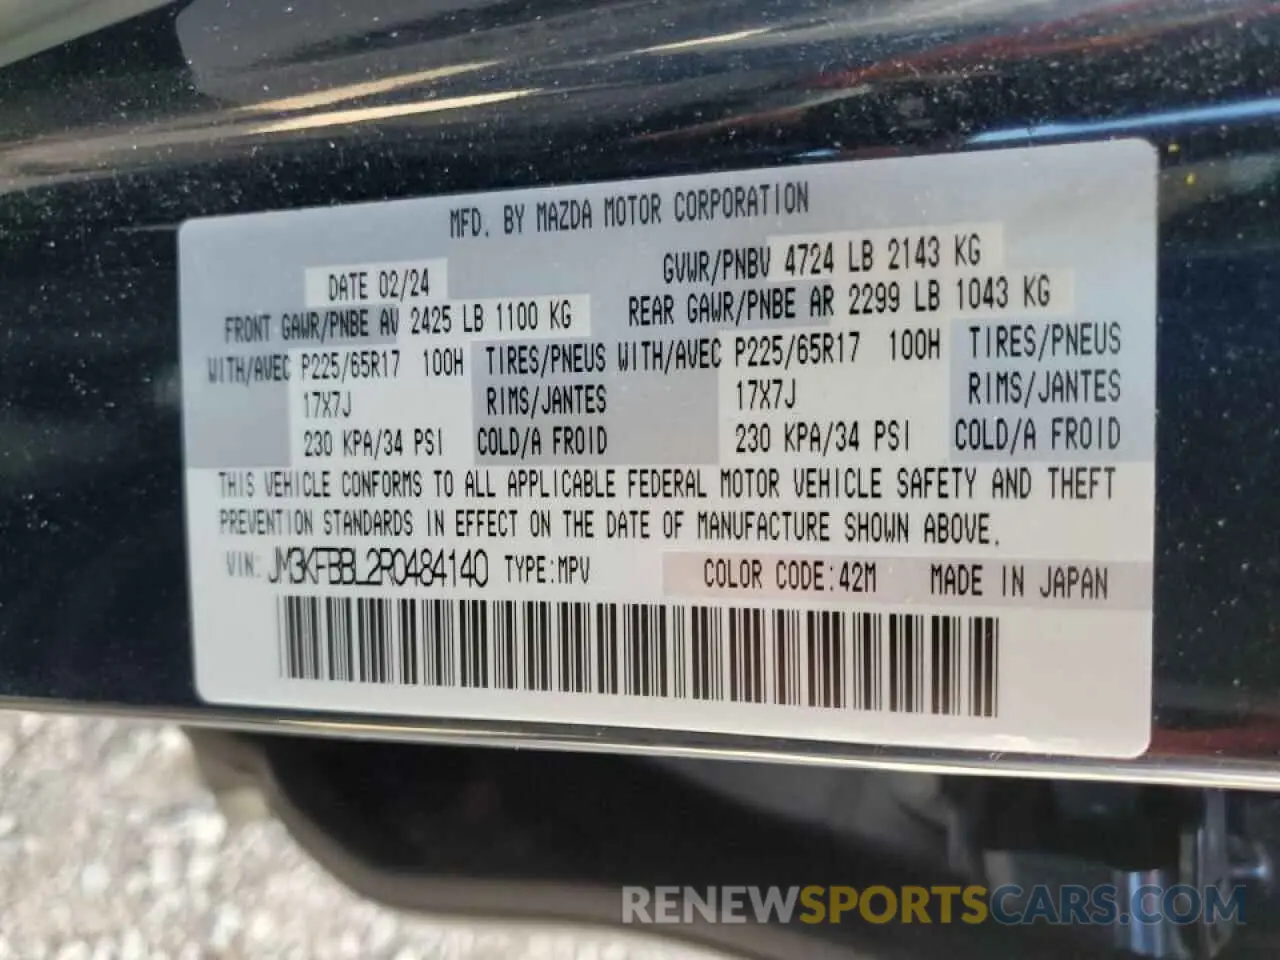 MFD. BY MAZDA MOTOR CORPORATION
DATE 02/24 GVWR/PNBV 4724 LB 2143 KG
FRONT GAWR/PNBE AV 2425 LB 1100 KG REAR GAWR/PNBE AR 2299 LB 1043 KG
WITH/AVEC P225/65R17 100H TIRES/PNEUS WITH/AVEC P225/65R17 100H TIRES/PNEUS
17X7J RIMS/JANTES 17X7J RIMS/JANTES
230 KPA/34 PSI COLD/A FROID 230 KPA/34 PSI COLD/A FROID
THIS VEHICLE CONFORMS TO ALL APPLICABLE FEDERAL MOTOR VEHICLE SAFETY AND THEFT
PREVENTION STANDARDS IN EFFECT ON THE DATE OF MANUFACTURE SHOWN ABOVE.
VIN: JM3KFBBL2R0484140 TYPE:MPV COLOR CODE:42M MADE IN JAPAN
RENEWSPORTSCARS.COM